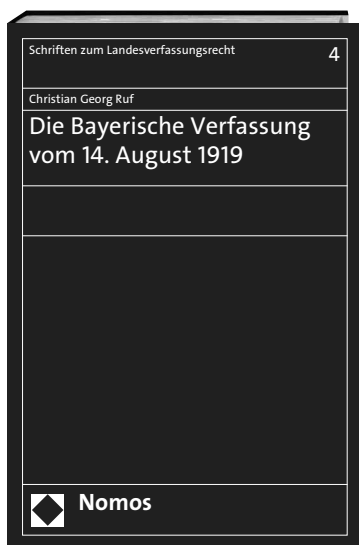 Schriften zum Landesverfassungsrecht
4
Christian Georg Ruf
Die Bayerische Verfassung
vom 14. August 1919
Nomos